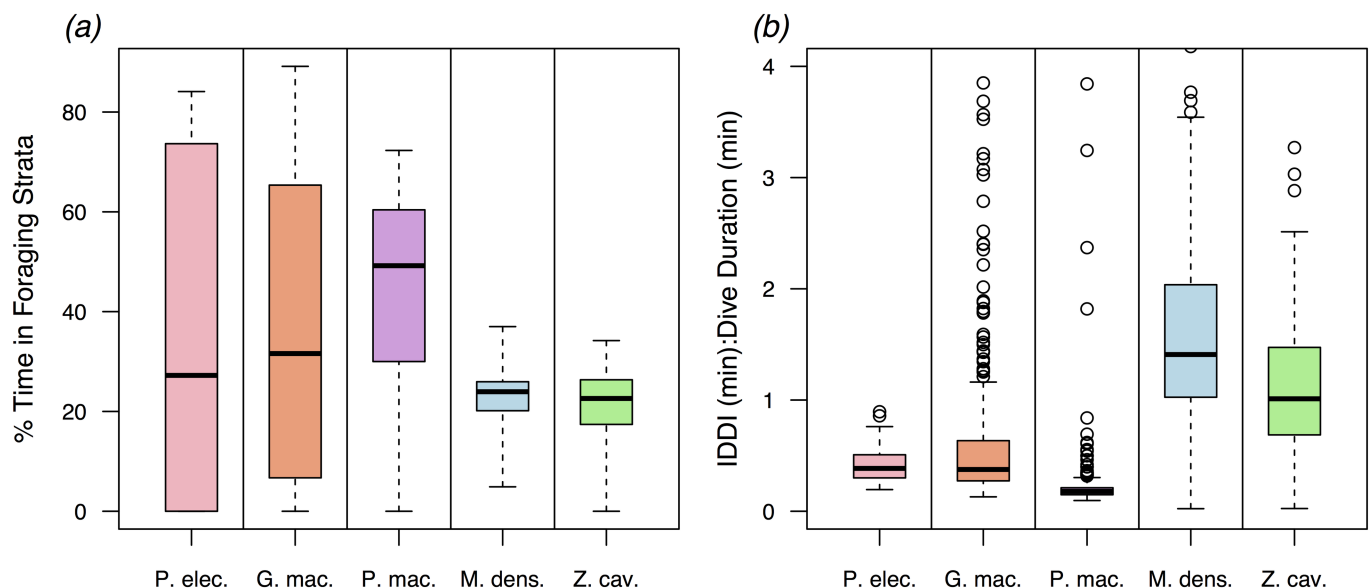 (a)
% Time in Foraging Strata
80
60
40
20
0
P. elec. G. mac. P. mac. M. dens. Z. cav.
(b)
IDDI (min):Dive Duration (min)
4
3
2
1
0
P. elec. G. mac. P. mac. M. dens. Z. cav.